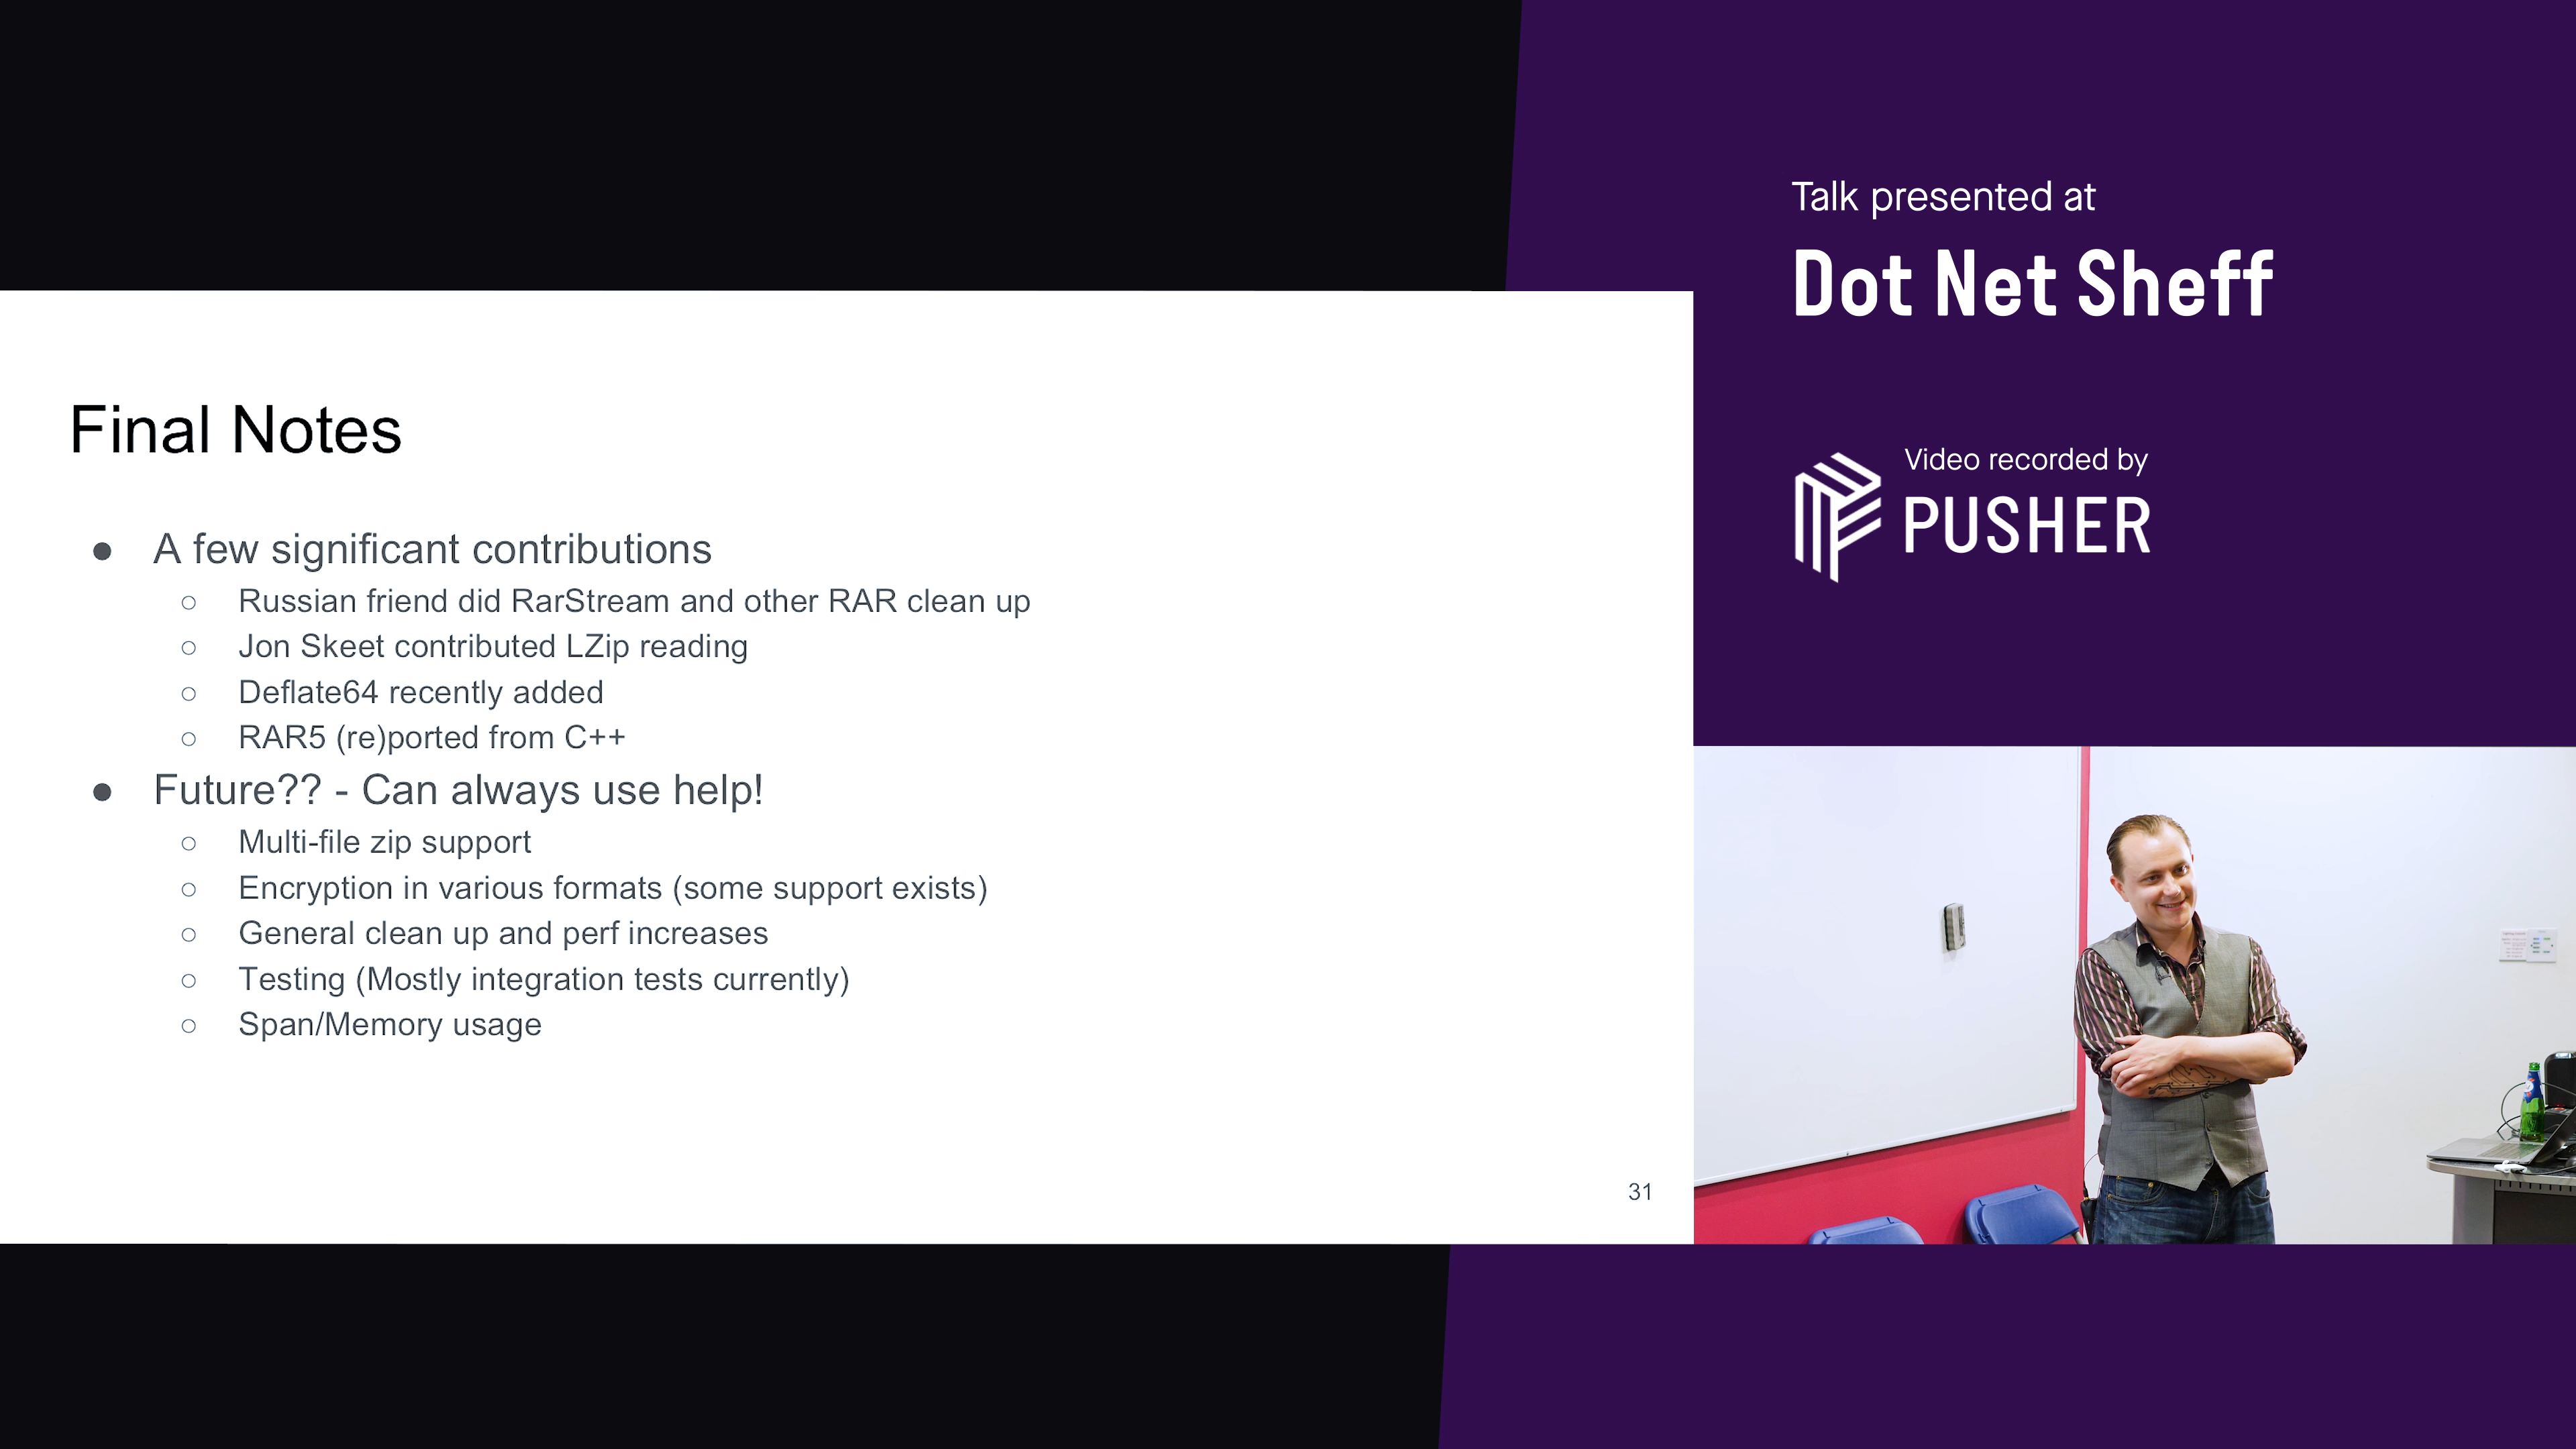 Talk presented at
Dot Net Sheff
Video recorded by
PUSHER
Final Notes
● A few significant contributions
○ Russian friend did RarStream and other RAR clean up
○ Jon Skeet contributed LZip reading
○ Deflate64 recently added
○ RAR5 (re)ported from C++
● Future?? - Can always use help!
○ Multi-file zip support
○ Encryption in various formats (some support exists)
○ General clean up and perf increases
○ Testing (Mostly integration tests currently)
○ Span/Memory usage
31